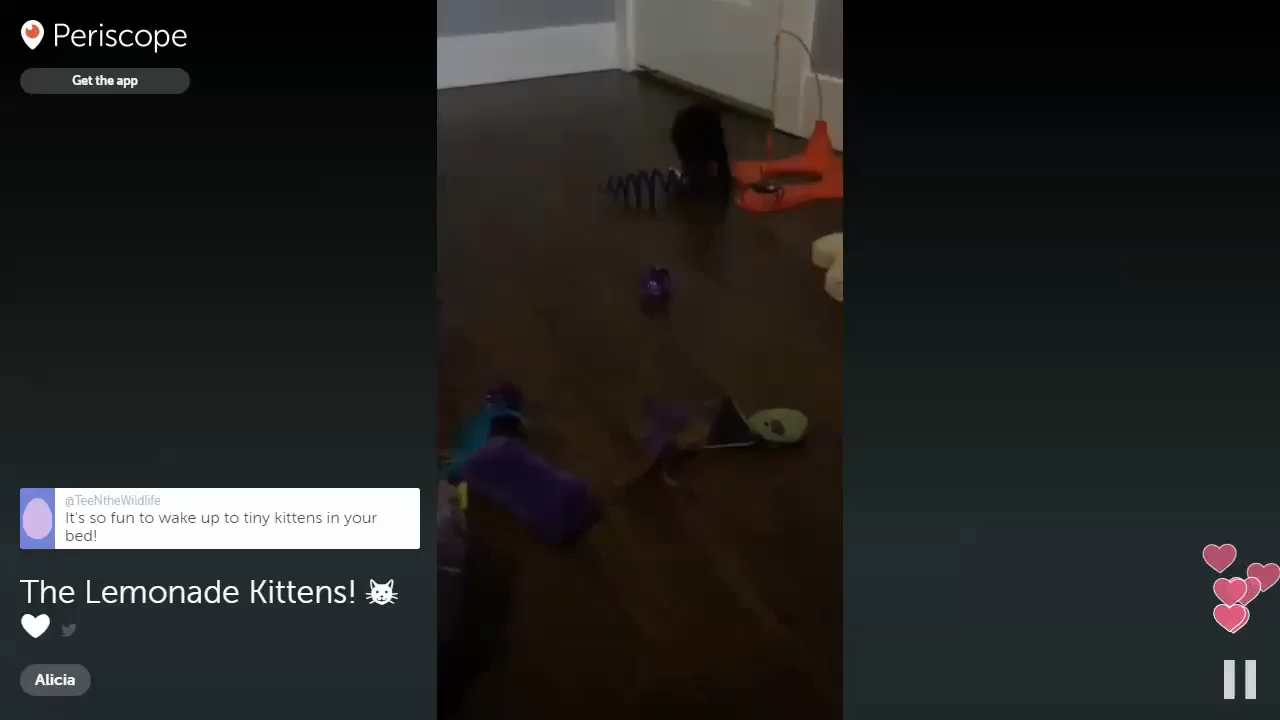 Periscope
Get the app
@TeeNtheWildlife
It's so fun to wake up to tiny kittens in your
bed!
The Lemonade Kittens!
Alicia